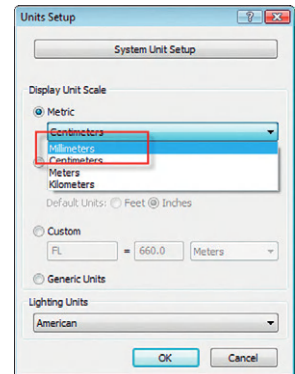 Units Setup
System Unit Setup
Display Unit Scale
Metric
Centimeters
Millimeters
Centimeters
Meters
Kilometers
Default Units: Feet Inches
Custom
FL = 660.0 Meters
Generic Units
Lighting Units
American
OK Cancel